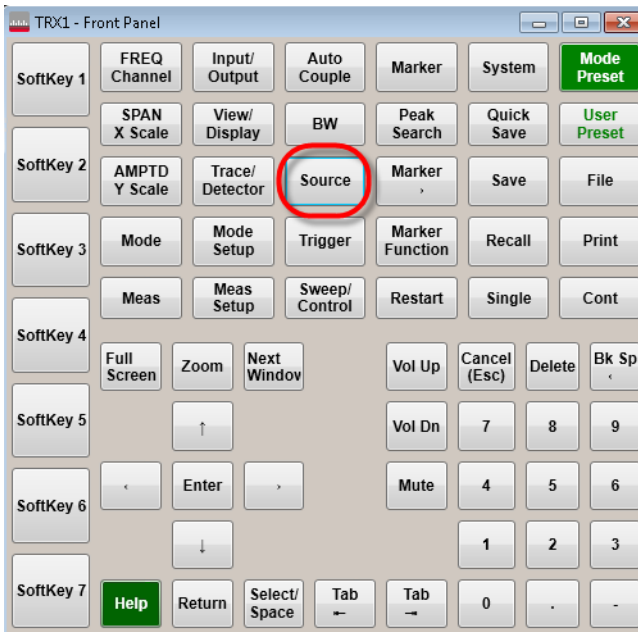 TRX1 - Front Panel
SoftKey 1
FREQ
Channel
Input/
Output
Auto
Couple
Marker
System
Mode
Preset
SPAN
X Scale
View/
Display
BW
Peak
Search
Quick
Save
User
Preset
SoftKey 2
AMPTD
Y Scale
Trace/
Detector
Source
Marker
›
Save
File
SoftKey 3
Mode
Mode
Setup
Trigger
Marker
Function
Recall
Print
Meas
Meas
Setup
Sweep/
Control
Restart
Single
Cont
SoftKey 4
Full
Screen
Zoom
Next
Window
Vol Up
Cancel
(Esc)
Delete
Bk Sp
‹
SoftKey 5
↑
Vol Dn
7
8
9
‹
Enter
›
Mute
4
5
6
SoftKey 6
↓
1
2
3
SoftKey 7
Help
Return
Select/
Space
Tab
⇤
Tab
⇥
0
.
-